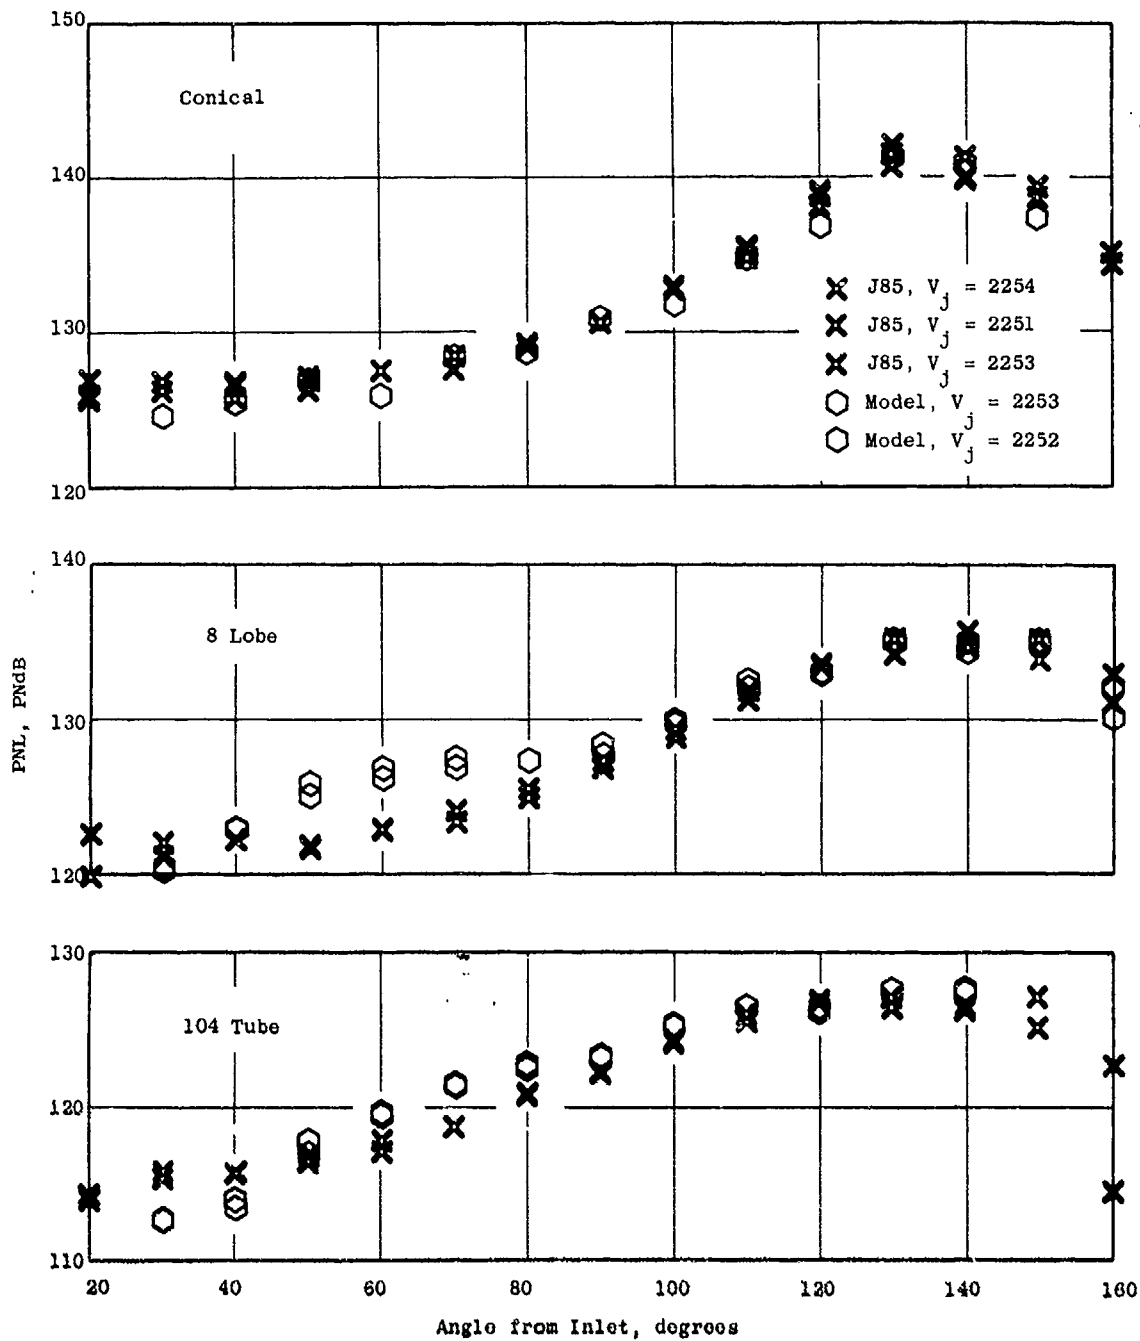 150
Conical
140
130
J85, Vj = 2254
J85, Vj = 2251
J85, Vj = 2253
Model, Vj = 2253
Model, Vj = 2252
120
140
8 Lobe
PNL, PNdB
130
120
130
104 Tube
120
110
20 40 60 80 100 120 140 160
Angle from Inlet, degrees